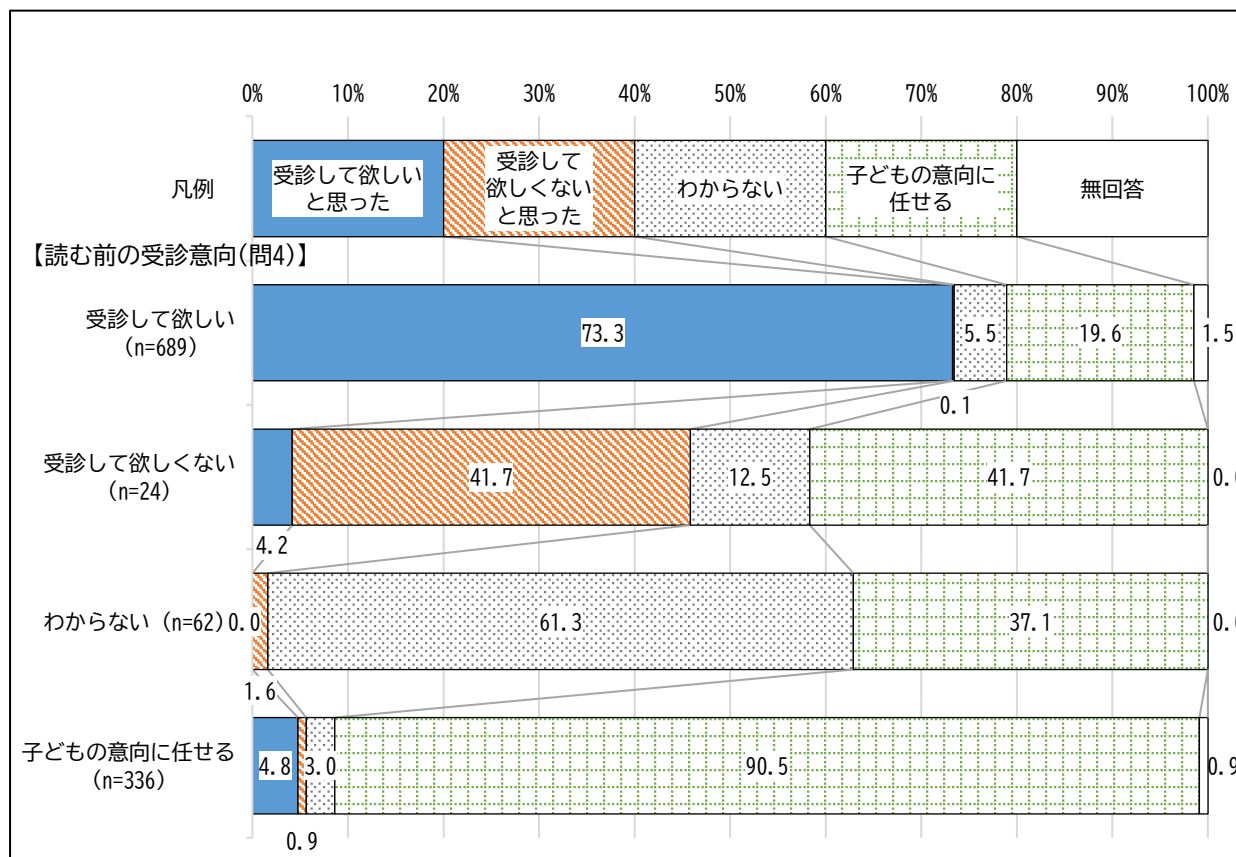 0% 10% 20% 30% 40% 50% 60% 70% 80% 90% 100%
凡例
受診して欲しい
と思った
受診して
欲しくない
と思った
わからない
子どもの意向に
任せる
無回答
【読む前の受診意向(問4)】
受診して欲しい
(n=689)
73.3
0.1
5.5
19.6
1.5
受診して欲しくない
(n=24)
4.2
41.7
12.5
41.7
わからない (n=62)
0.0
1.6
61.3
37.1
子どもの意向に任せる
(n=336)
4.8
0.9
3.0
90.5
0.9